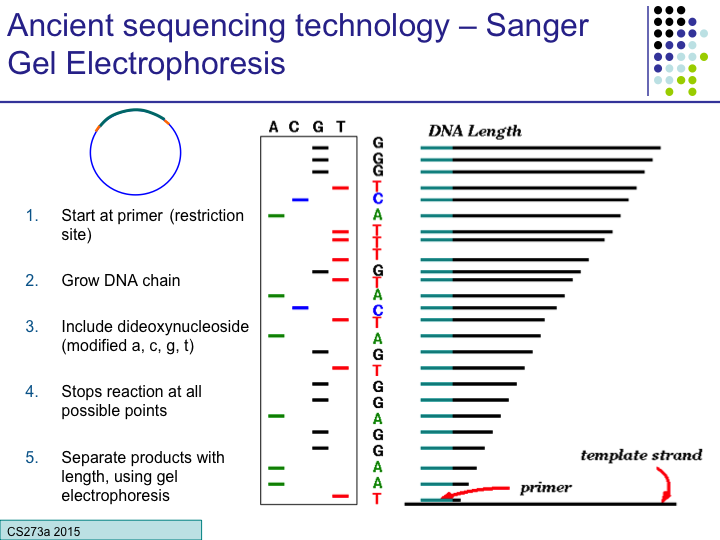 Ancient sequencing technology – Sanger
Gel Electrophoresis
1. Start at primer (restriction
site)
2. Grow DNA chain
3. Include dideoxynucleoside
(modified a, c, g, t)
4. Stops reaction at all
possible points
5. Separate products with
length, using gel
electrophoresis
A C G T
G
G
G
T
C
A
T
T
T
G
T
A
C
T
A
G
T
G
G
A
G
G
A
A
T
DNA Length
template strand
primer
CS273a 2015